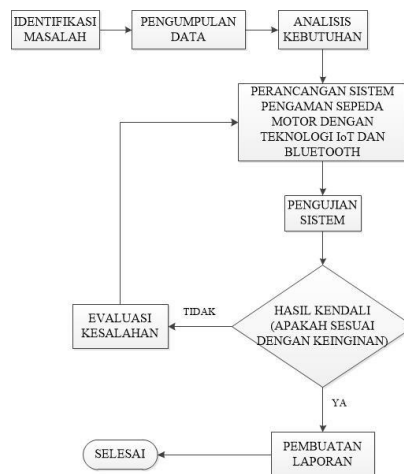 IDENTIFIKASI
MASALAH
PENGUMPULAN
DATA
ANALISIS
KEBUTUHAN
PERANCANGAN SISTEM
PENGAMAN SEPEDA
MOTOR DENGAN
TEKNOLOGI IoT DAN
BLUETOOTH
PENGUJIAN
SISTEM
HASIL KENDALI
(APAKAH SESUAI
DENGAN KEINGINAN)
TIDAK
EVALUASI
KESALAHAN
YA
PEMBUATAN
LAPORAN
SELESAI